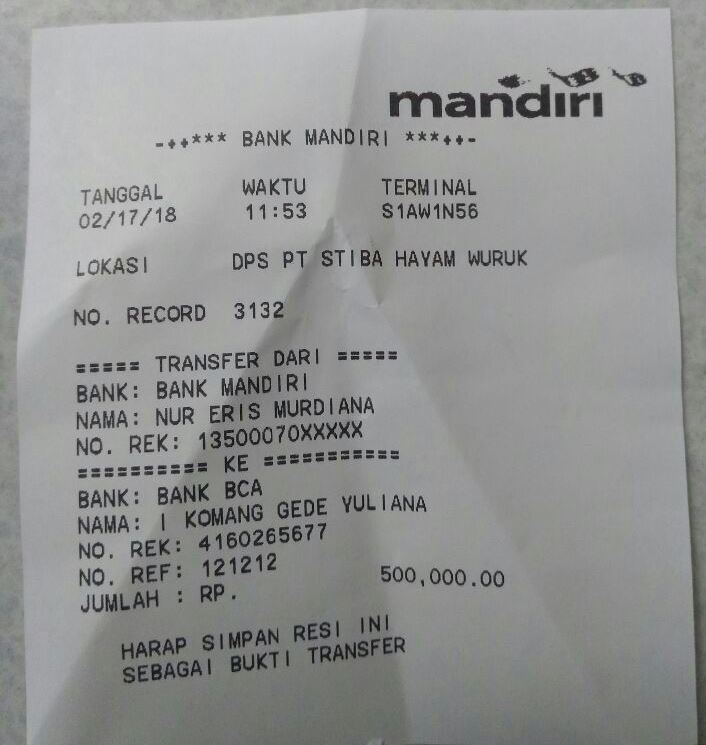 mandırı
-++*** BANK MANDIRI ***++-
TANGGAL WAKTU TERMINAL
02/17/18 11:53 S1AW1N56
LOKASI DPS PT STIBA HAYAM WURUK
NO. RECORD 3132
===== TRANSFER DARI =====
BANK: BANK MANDIRI
NAMA: NUR ERIS MURDIANA
NO. REK: 13500070XXXXX
========== KE ===========
BANK: BANK BCA
NAMA: I KOMANG GEDE YULIANA
NO. REK: 4160265677
NO. REF: 121212
JUMLAH : RP. 500,000.00
HARAP SIMPAN RESI INI
SEBAGAI BUKTI TRANSFER